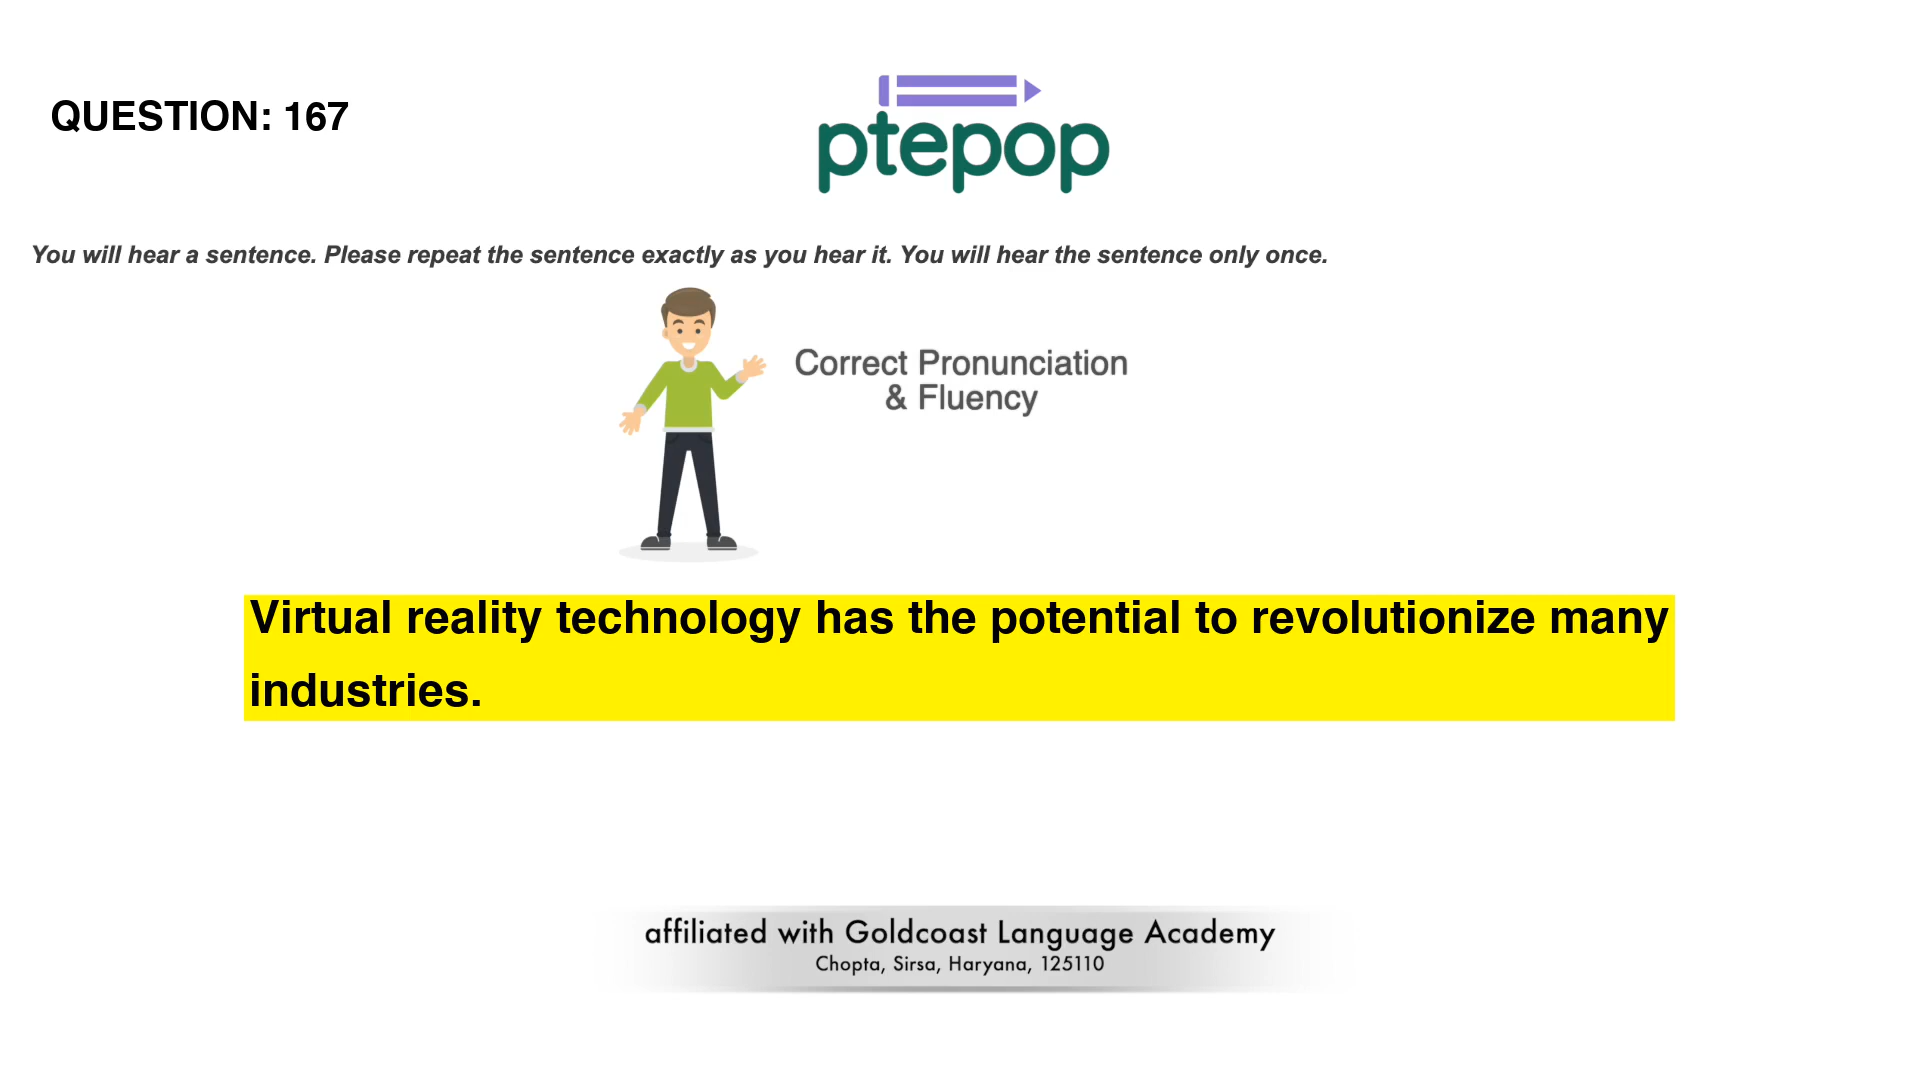 QUESTION: 167
ptepop
You will hear a sentence. Please repeat the sentence exactly as you hear it. You will hear the sentence only once.
Correct Pronunciation
& Fluency
Virtual reality technology has the potential to revolutionize many
industries.
affiliated with Goldcoast Language Academy
Chopta, Sirsa, Haryana, 125110